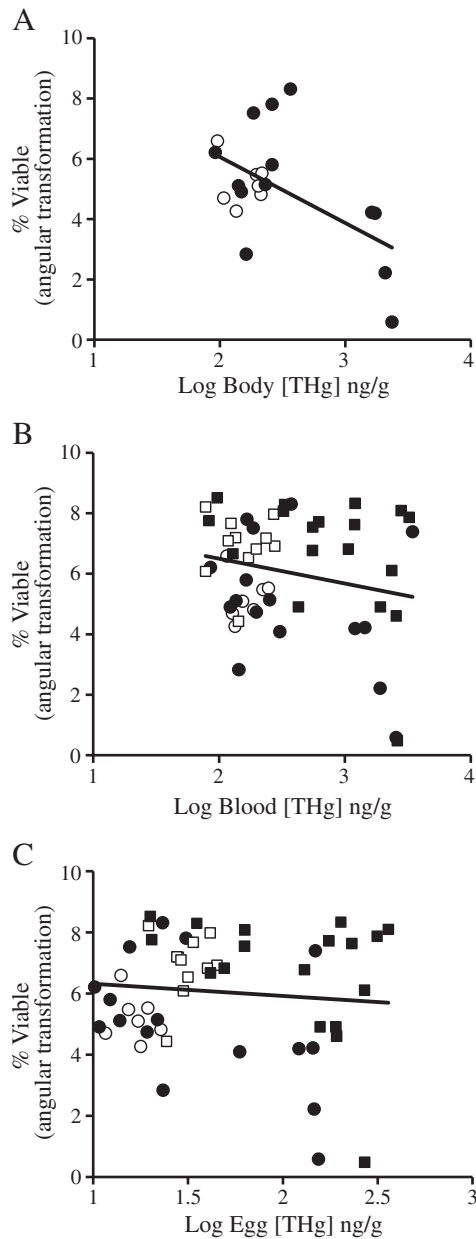 A
10
8
6
4
2
0
% Viable
(angular transformation)
1
2
3
4
Log Body [THg] ng/g
B
10
8
6
4
2
0
% Viable
(angular transformation)
1
2
3
4
Log Blood [THg] ng/g
C
10
8
6
4
2
0
% Viable
(angular transformation)
1
1.5
2
2.5
3
Log Egg [THg] ng/g